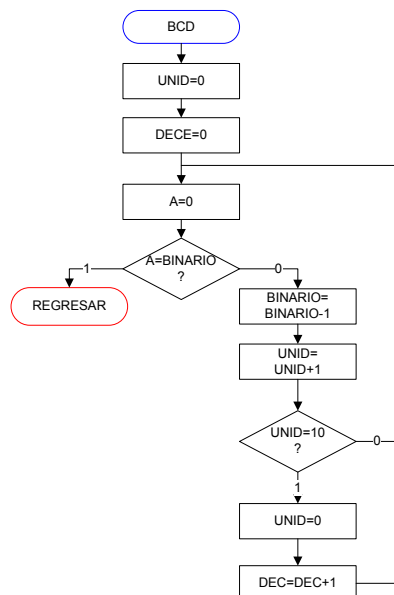 BCD
UNID=0
DECE=0
A=0
A=BINARIO
?
1
0
REGRESAR
BINARIO=
BINARIO-1
UNID=
UNID+1
UNID=10
?
0
1
UNID=0
DEC=DEC+1